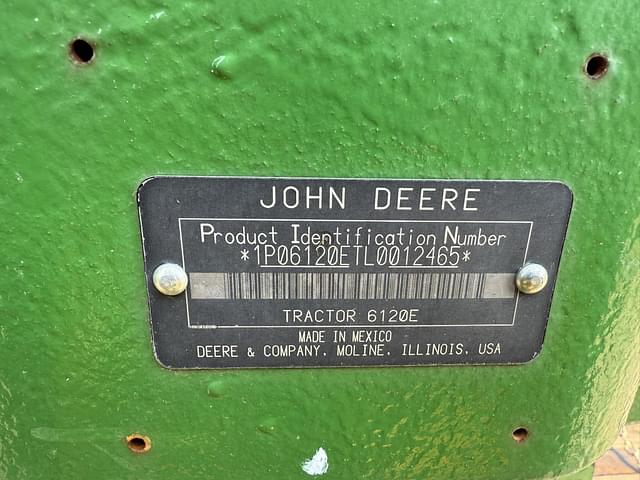 JOHN DEERE
Product Identification Number
*1P06120ETL0012465*
TRACTOR 6120E
MADE IN MEXICO
DEERE & COMPANY, MOLINE, ILLINOIS, USA